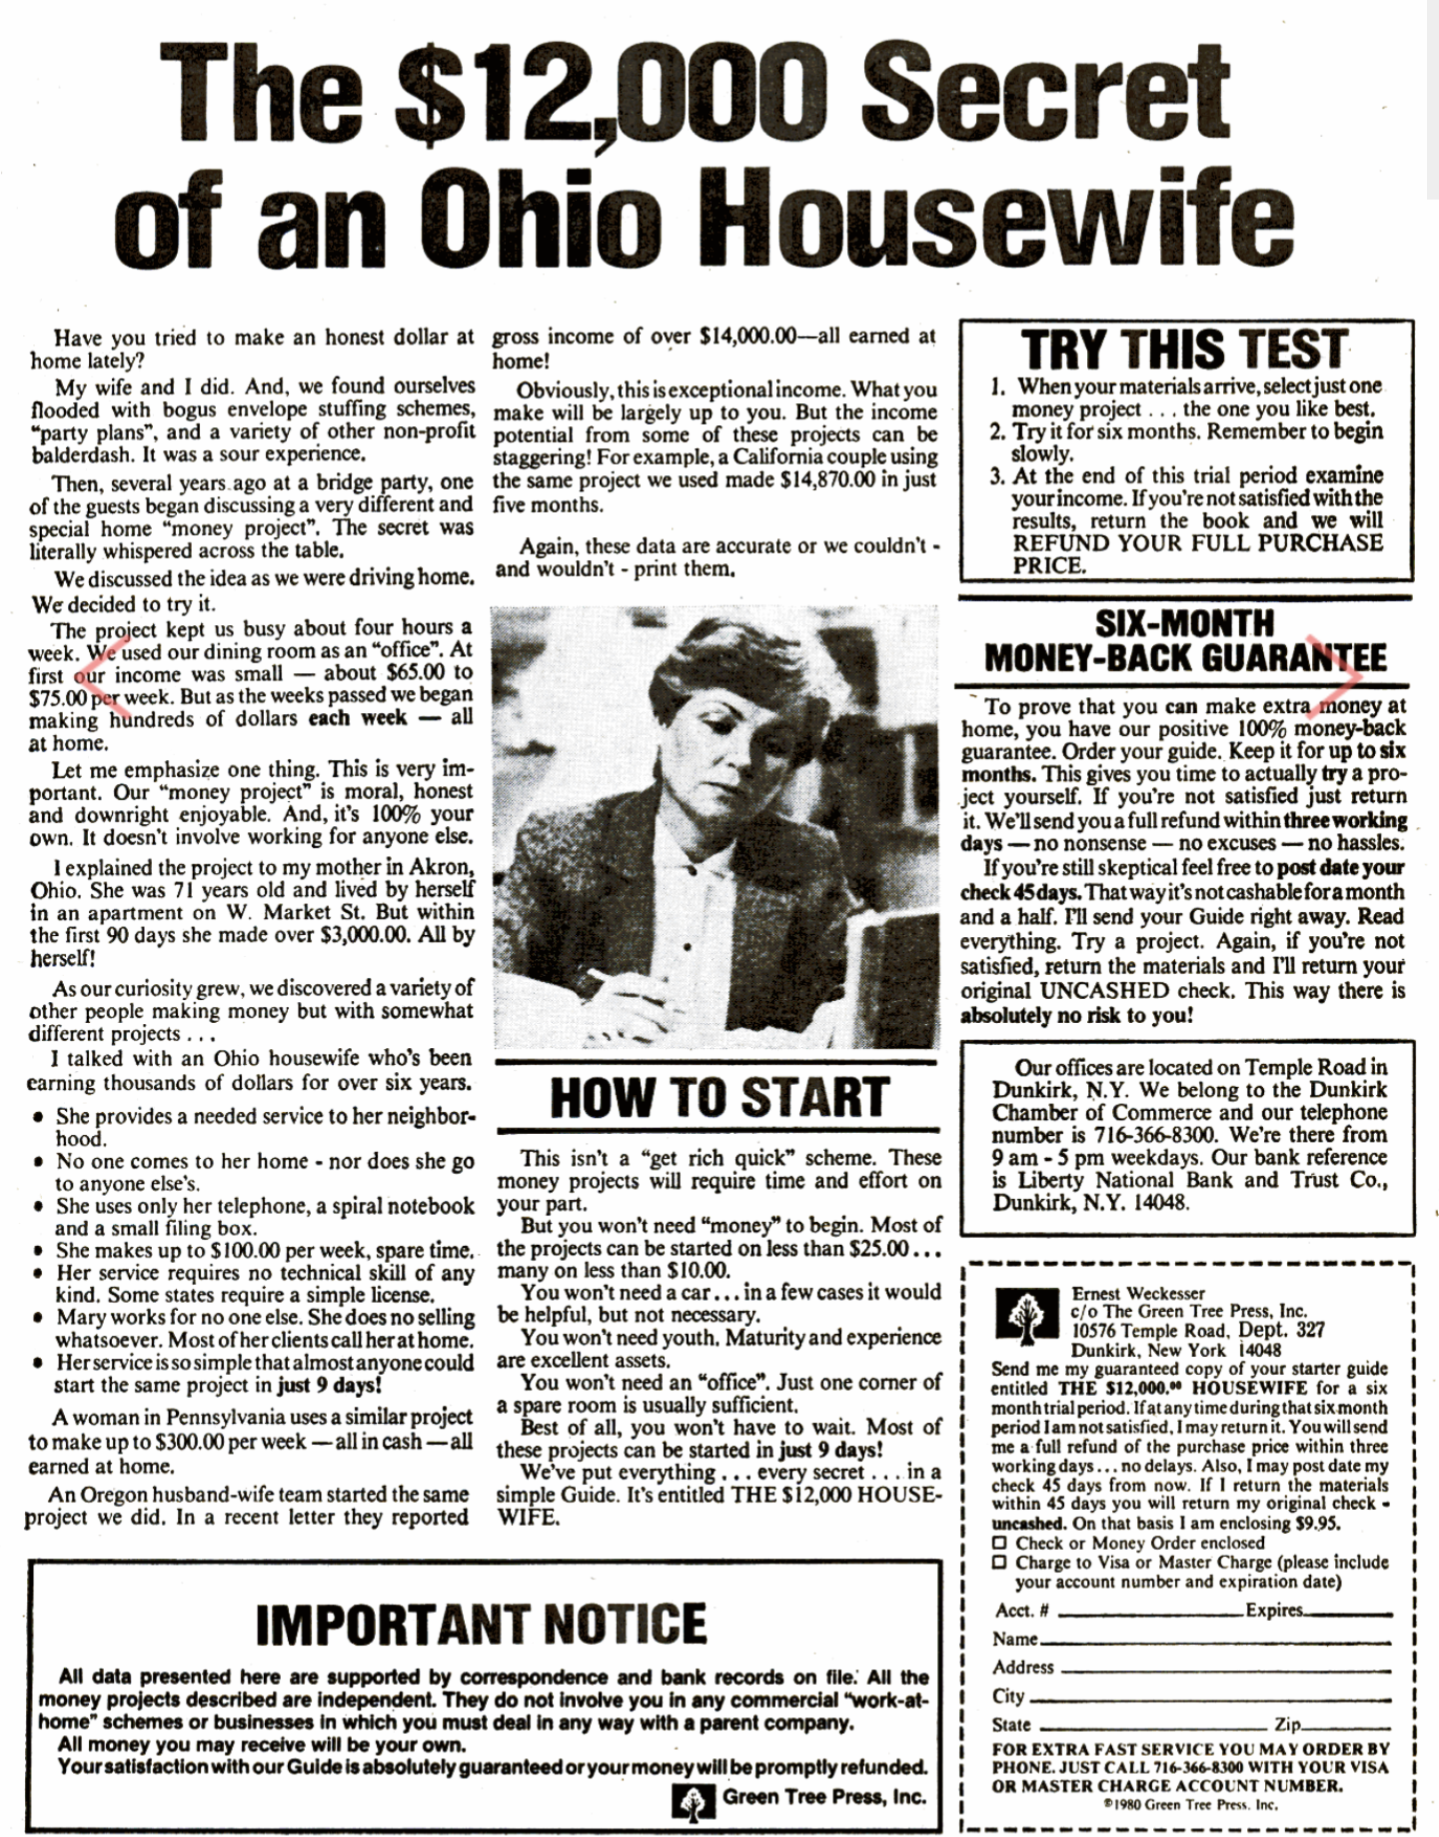 The $12,000 Secret
of an Ohio Housewife
Have you tried to make an honest dollar at
home lately?
My wife and I did. And, we found ourselves
flooded with bogus envelope stuffing schemes,
“party plans”, and a variety of other non-profit
balderdash. It was a sour experience.
Then, several years ago at a bridge party, one
of the guests began discussing a very different and
special home “money project”. The secret was
literally whispered across the table.
We discussed the idea as we were driving home.
We decided to try it.
The project kept us busy about four hours a
week. We used our dining room as an “office”. At
first our income was small — about $65.00 to
$75.00 per week. But as the weeks passed we began
making hundreds of dollars each week — all
at home.
Let me emphasize one thing. This is very im-
portant. Our “money project” is moral, honest
and downright enjoyable. And, it's 100% your
own. It doesn't involve working for anyone else.
I explained the project to my mother in Akron,
Ohio. She was 71 years old and lived by herself
in an apartment on W. Market St. But within
the first 90 days she made over $3,000.00. All by
herself!
As our curiosity grew, we discovered a variety of
other people making money but with somewhat
different projects . . .
I talked with an Ohio housewife who's been
earning thousands of dollars for over six years.
• She provides a needed service to her neighbor-
hood.
• No one comes to her home - nor does she go
to anyone else's.
• She uses only her telephone, a spiral notebook
and a small filing box.
• She makes up to $100.00 per week, spare time.
• Her service requires no technical skill of any
kind. Some states require a simple license.
• Mary works for no one else. She does no selling
whatsoever. Most of her clients call her at home.
• Her service is so simple that almost anyone could
start the same project in just 9 days!
A woman in Pennsylvania uses a similar project
to make up to $300.00 per week — all in cash — all
earned at home.
An Oregon husband-wife team started the same
project we did. In a recent letter they reported
gross income of over $14,000.00—all earned at
home!
Obviously, this is exceptional income. What you
make will be largely up to you. But the income
potential from some of these projects can be
staggering! For example, a California couple using
the same project we used made $14,870.00 in just
five months.
Again, these data are accurate or we couldn't -
and wouldn't - print them.
HOW TO START
This isn't a “get rich quick” scheme. These
money projects will require time and effort on
your part.
But you won't need “money” to begin. Most of
the projects can be started on less than $25.00 . . .
many on less than $10.00.
You won't need a car . . . in a few cases it would
be helpful, but not necessary.
You won't need youth. Maturity and experience
are excellent assets.
You won't need an “office”. Just one corner of
a spare room is usually sufficient.
Best of all, you won't have to wait. Most of
these projects can be started in just 9 days!
We've put everything . . . every secret . . . in a
simple Guide. It's entitled THE $12,000 HOUSE-
WIFE.
TRY THIS TEST
1. When your materials arrive, select just one
money project . . . the one you like best.
2. Try it for six months. Remember to begin
slowly.
3. At the end of this trial period examine
your income. If you're not satisfied with the
results, return the book and we will
REFUND YOUR FULL PURCHASE
PRICE.
SIX-MONTH
MONEY-BACK GUARANTEE
To prove that you can make extra money at
home, you have our positive 100% money-back
guarantee. Order your guide. Keep it for up to six
months. This gives you time to actually try a pro-
ject yourself. If you're not satisfied just return
it. We'll send you a full refund within three working
days — no nonsense — no excuses — no hassles.
If you're still skeptical feel free to post date your
check 45 days. That way it's not cashable for a month
and a half. I'll send your Guide right away. Read
everything. Try a project. Again, if you're not
satisfied, return the materials and I'll return your
original UNCASHED check. This way there is
absolutely no risk to you!
Our offices are located on Temple Road in
Dunkirk, N.Y. We belong to the Dunkirk
Chamber of Commerce and our telephone
number is 716-366-8300. We're there from
9 am - 5 pm weekdays. Our bank reference
is Liberty National Bank and Trust Co.,
Dunkirk, N.Y. 14048.
Ernest Weckesser
c/o The Green Tree Press, Inc.
10576 Temple Road, Dept. 327
Dunkirk, New York 14048
Send me my guaranteed copy of your starter guide
entitled THE $12,000.00 HOUSEWIFE for a six
month trial period. If at any time during that six month
period I am not satisfied, I may return it. You will send
me a full refund of the purchase price within three
working days . . . no delays. Also, I may post date my
check 45 days from now. If I return the materials
within 45 days you will return my original check -
uncashed. On that basis I am enclosing $9.95.
☐ Check or Money Order enclosed
☐ Charge to Visa or Master Charge (please include
your account number and expiration date)
Acct. # Expires
Name
Address
City
State Zip
FOR EXTRA FAST SERVICE YOU MAY ORDER BY
PHONE. JUST CALL 716-366-8300 WITH YOUR VISA
OR MASTER CHARGE ACCOUNT NUMBER.
©1980 Green Tree Press, Inc.
IMPORTANT NOTICE
All data presented here are supported by correspondence and bank records on file. All the
money projects described are independent. They do not involve you in any commercial “work-at-
home” schemes or businesses in which you must deal in any way with a parent company.
All money you may receive will be your own.
Your satisfaction with our Guide is absolutely guaranteed or your money will be promptly refunded.
Green Tree Press, Inc.